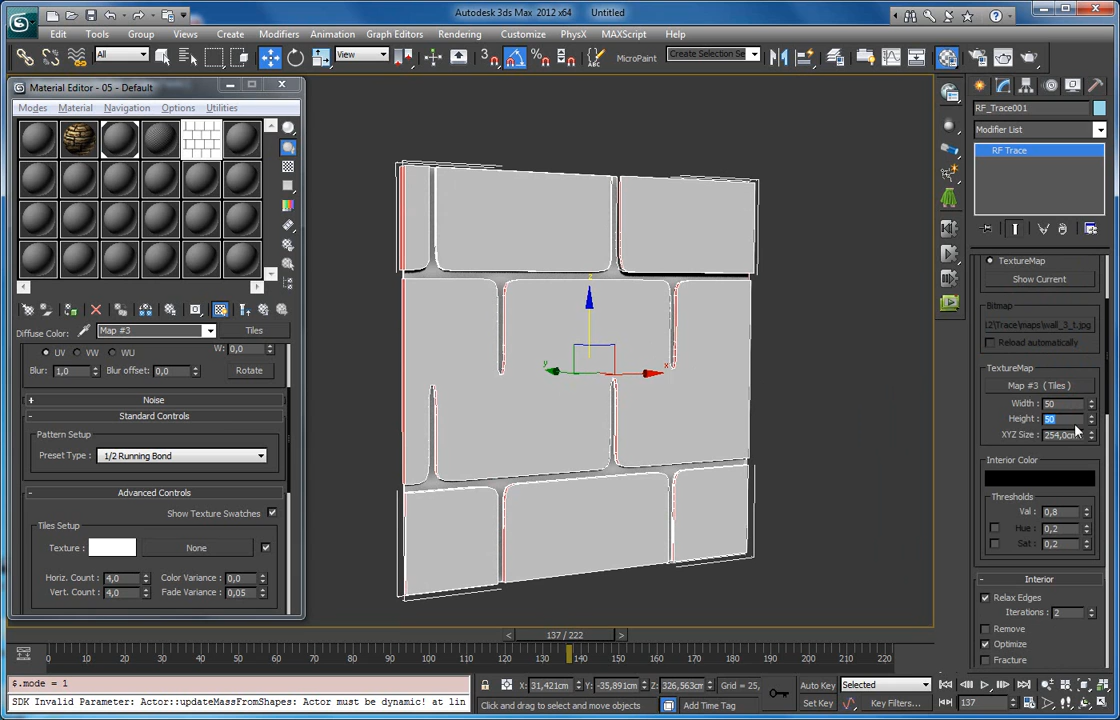 Autodesk 3ds Max 2012 x64 Untitled
Edit Tools Group Views Create Modifiers Animation Graph Editors Rendering Customize PhysX MAXScript Help
All View MicroPaint Create Selection Se
Material Editor - 05 - Default
Modes Material Navigation Options Utilities
Diffuse Color: Map #3 Tiles
UV VW WU W: 0,0
Blur: 1,0 Blur offset: 0,0 Rotate
+ Noise
- Standard Controls
Pattern Setup
Preset Type: 1/2 Running Bond
- Advanced Controls
Show Texture Swatches
Tiles Setup
Texture: None
Horiz. Count: 4,0 Color Variance: 0,0
Vert. Count: 4,0 Fade Variance: 0,05
z
y x
RF_Trace001
Modifier List
RF Trace
TextureMap
Show Current
Bitmap
l2\Trace\maps\wall_3_t.jpg
Reload automatically
TextureMap
Map #3 ( Tiles )
Width : 50
Height : 50
XYZ Size : 254,0cm
Interior Color
Thresholds
Val : 0,8
Hue : 0,2
Sat : 0,2
- Interior
Relax Edges
Iterations : 2
Remove
Optimize
Fracture
< 137 / 222 >
0 10 20 30 40 50 60 70 80 90 100 110 120 130 140 150 160 170 180 190 200 210 220
$.mode = 1
SDK Invalid Parameter: Actor::updateMassFromShapes: Actor must be dynamic! at lin
X: 31,421cm Y: -35,891cm Z: 326,563cm Grid = 25,
Click and drag to select and move objects Add Time Tag
Auto Key Selected
Set Key Key Filters... 137